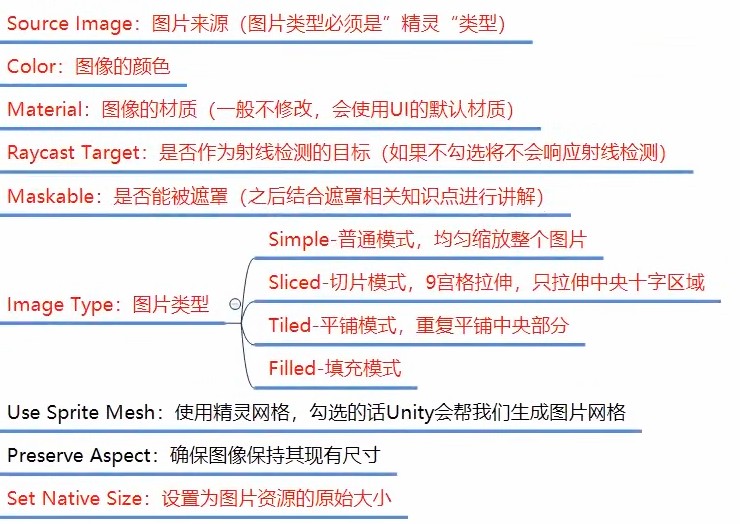 Source Image：图片来源（图片类型必须是”精灵“类型）
Color：图像的颜色
Material：图像的材质（一般不修改，会使用UI的默认材质）
Raycast Target：是否作为射线检测的目标（如果不勾选将不会响应射线检测）
Maskable：是否能被遮罩（之后结合遮罩相关知识点进行讲解）
Image Type：图片类型
Simple-普通模式，均匀缩放整个图片
Sliced-切片模式，9宫格拉伸，只拉伸中央十字区域
Tiled-平铺模式，重复平铺中央部分
Filled-填充模式
Use Sprite Mesh：使用精灵网格，勾选的话Unity会帮我们生成图片网格
Preserve Aspect：确保图像保持其现有尺寸
Set Native Size：设置为图片资源的原始大小